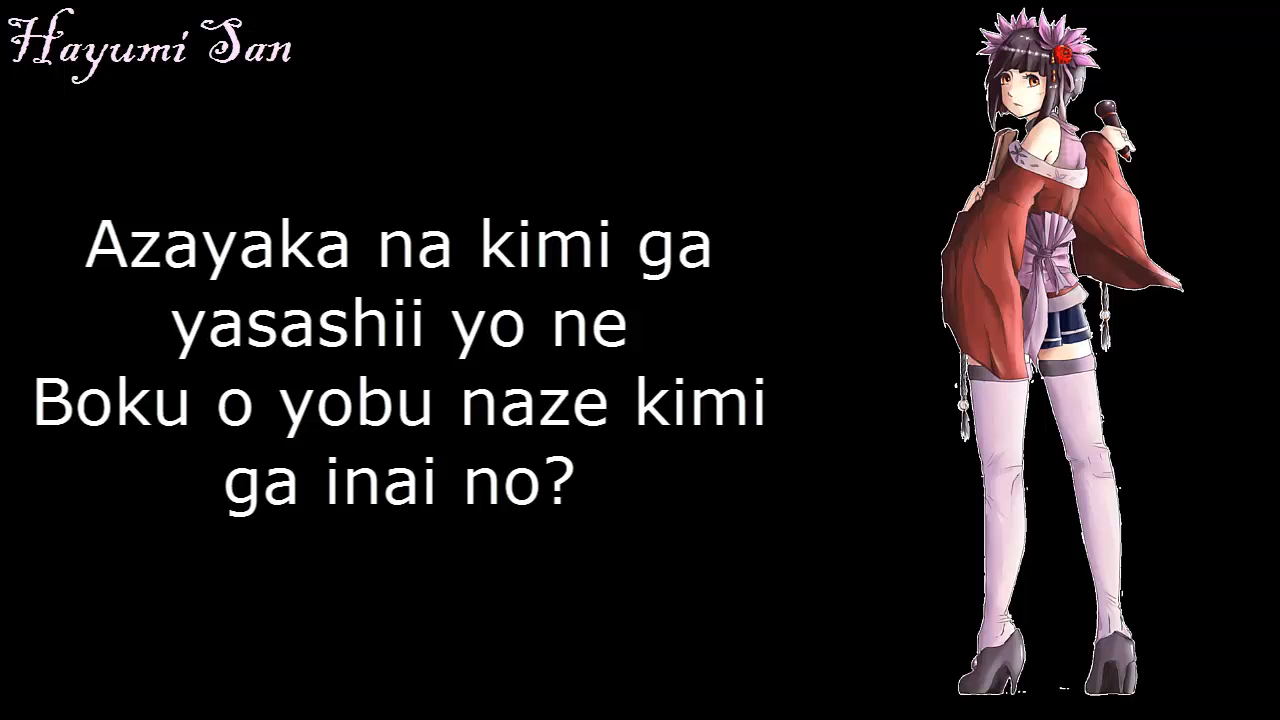 Hayumi San
Azayaka na kimi ga
yasashii yo ne
Boku o yobu naze kimi
ga inai no?